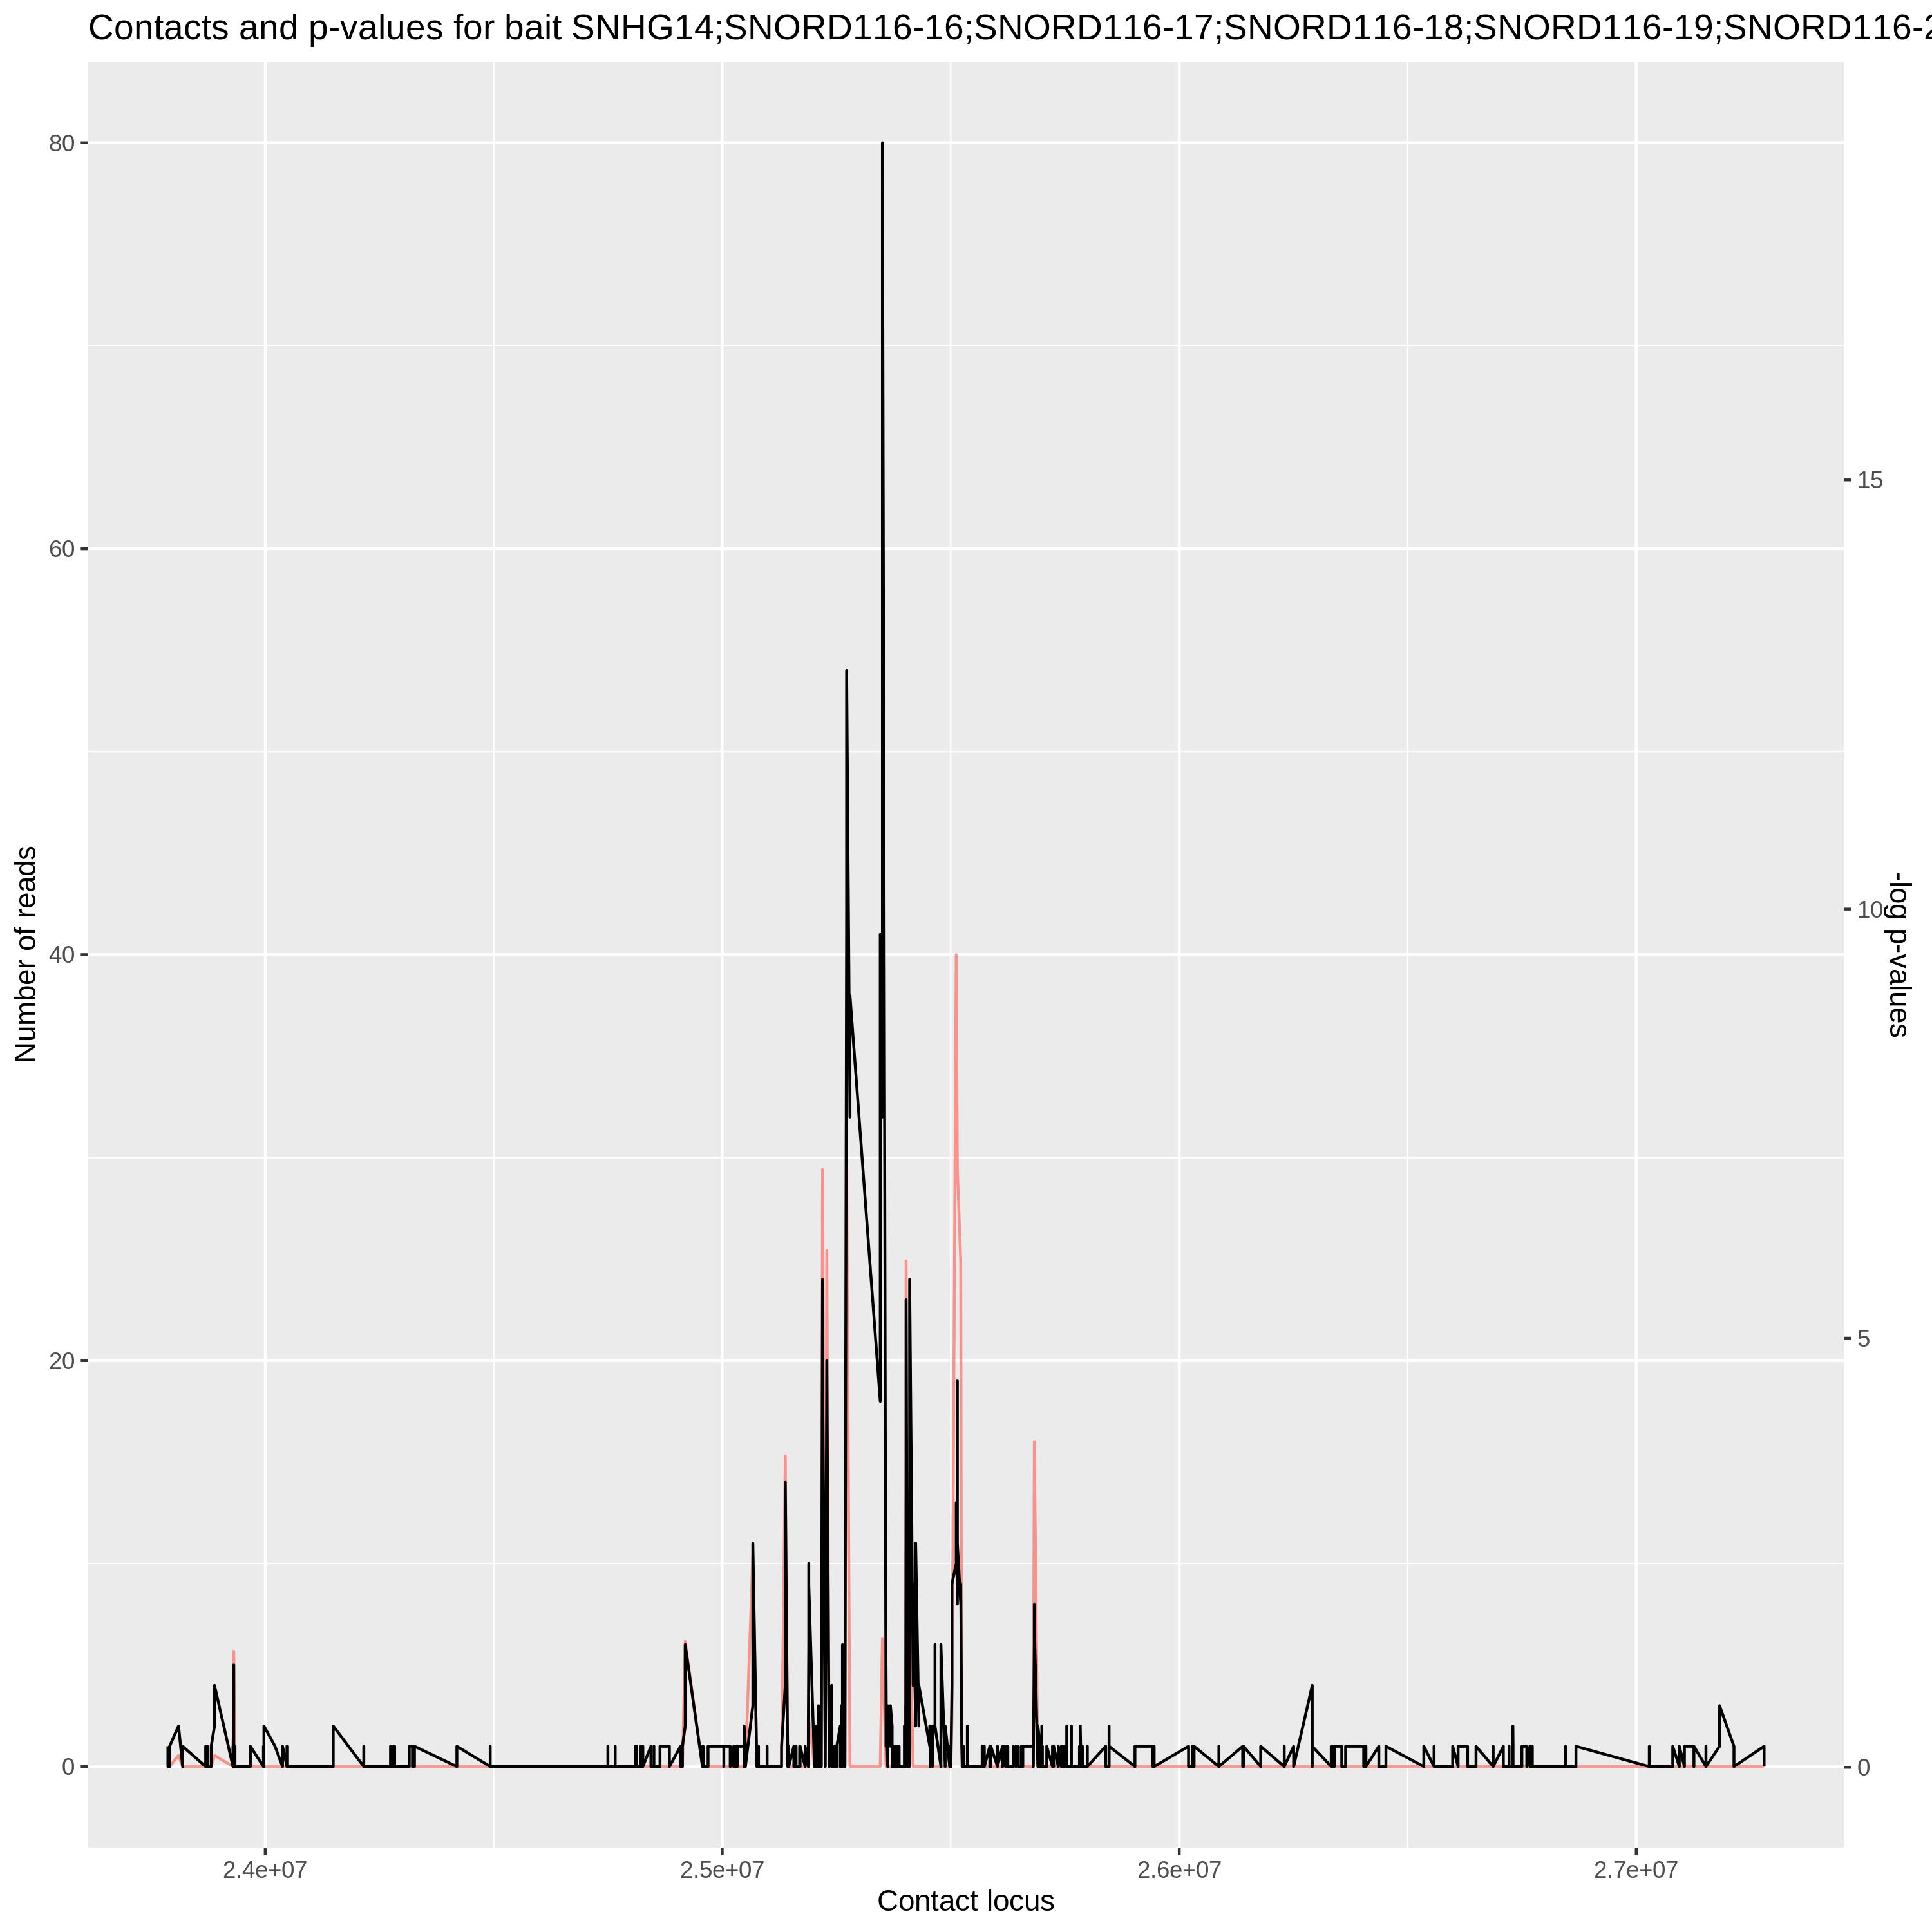 Contacts and p-values for bait SNHG14;SNORD116-16;SNORD116-17;SNORD116-18;SNORD116-19;SNORD116-2
80
60
40
20
0
Number of reads
15
10
5
0
-log p-values
2.4e+07
2.5e+07
2.6e+07
2.7e+07
Contact locus